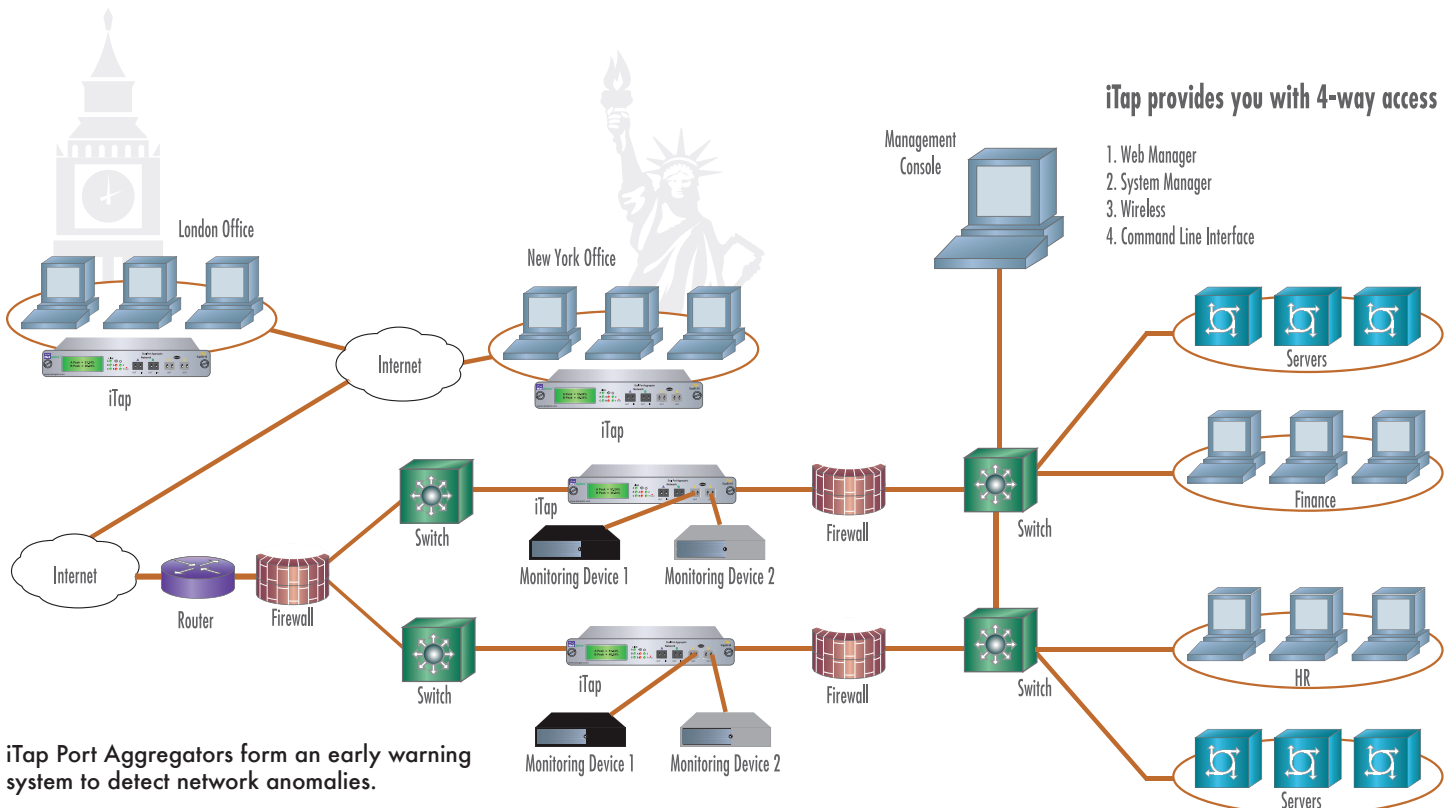 iTap provides you with 4-way access
1. Web Manager
2. System Manager
3. Wireless
4. Command Line Interface
Management
Console
London Office
New York Office
Internet
iTap
iTap
Servers
Finance
Switch
iTap
Firewall
Switch
Monitoring Device 1
Monitoring Device 2
Internet
Router
Firewall
Switch
iTap
Firewall
Switch
HR
Monitoring Device 1
Monitoring Device 2
Servers
iTap Port Aggregators form an early warning
system to detect network anomalies.